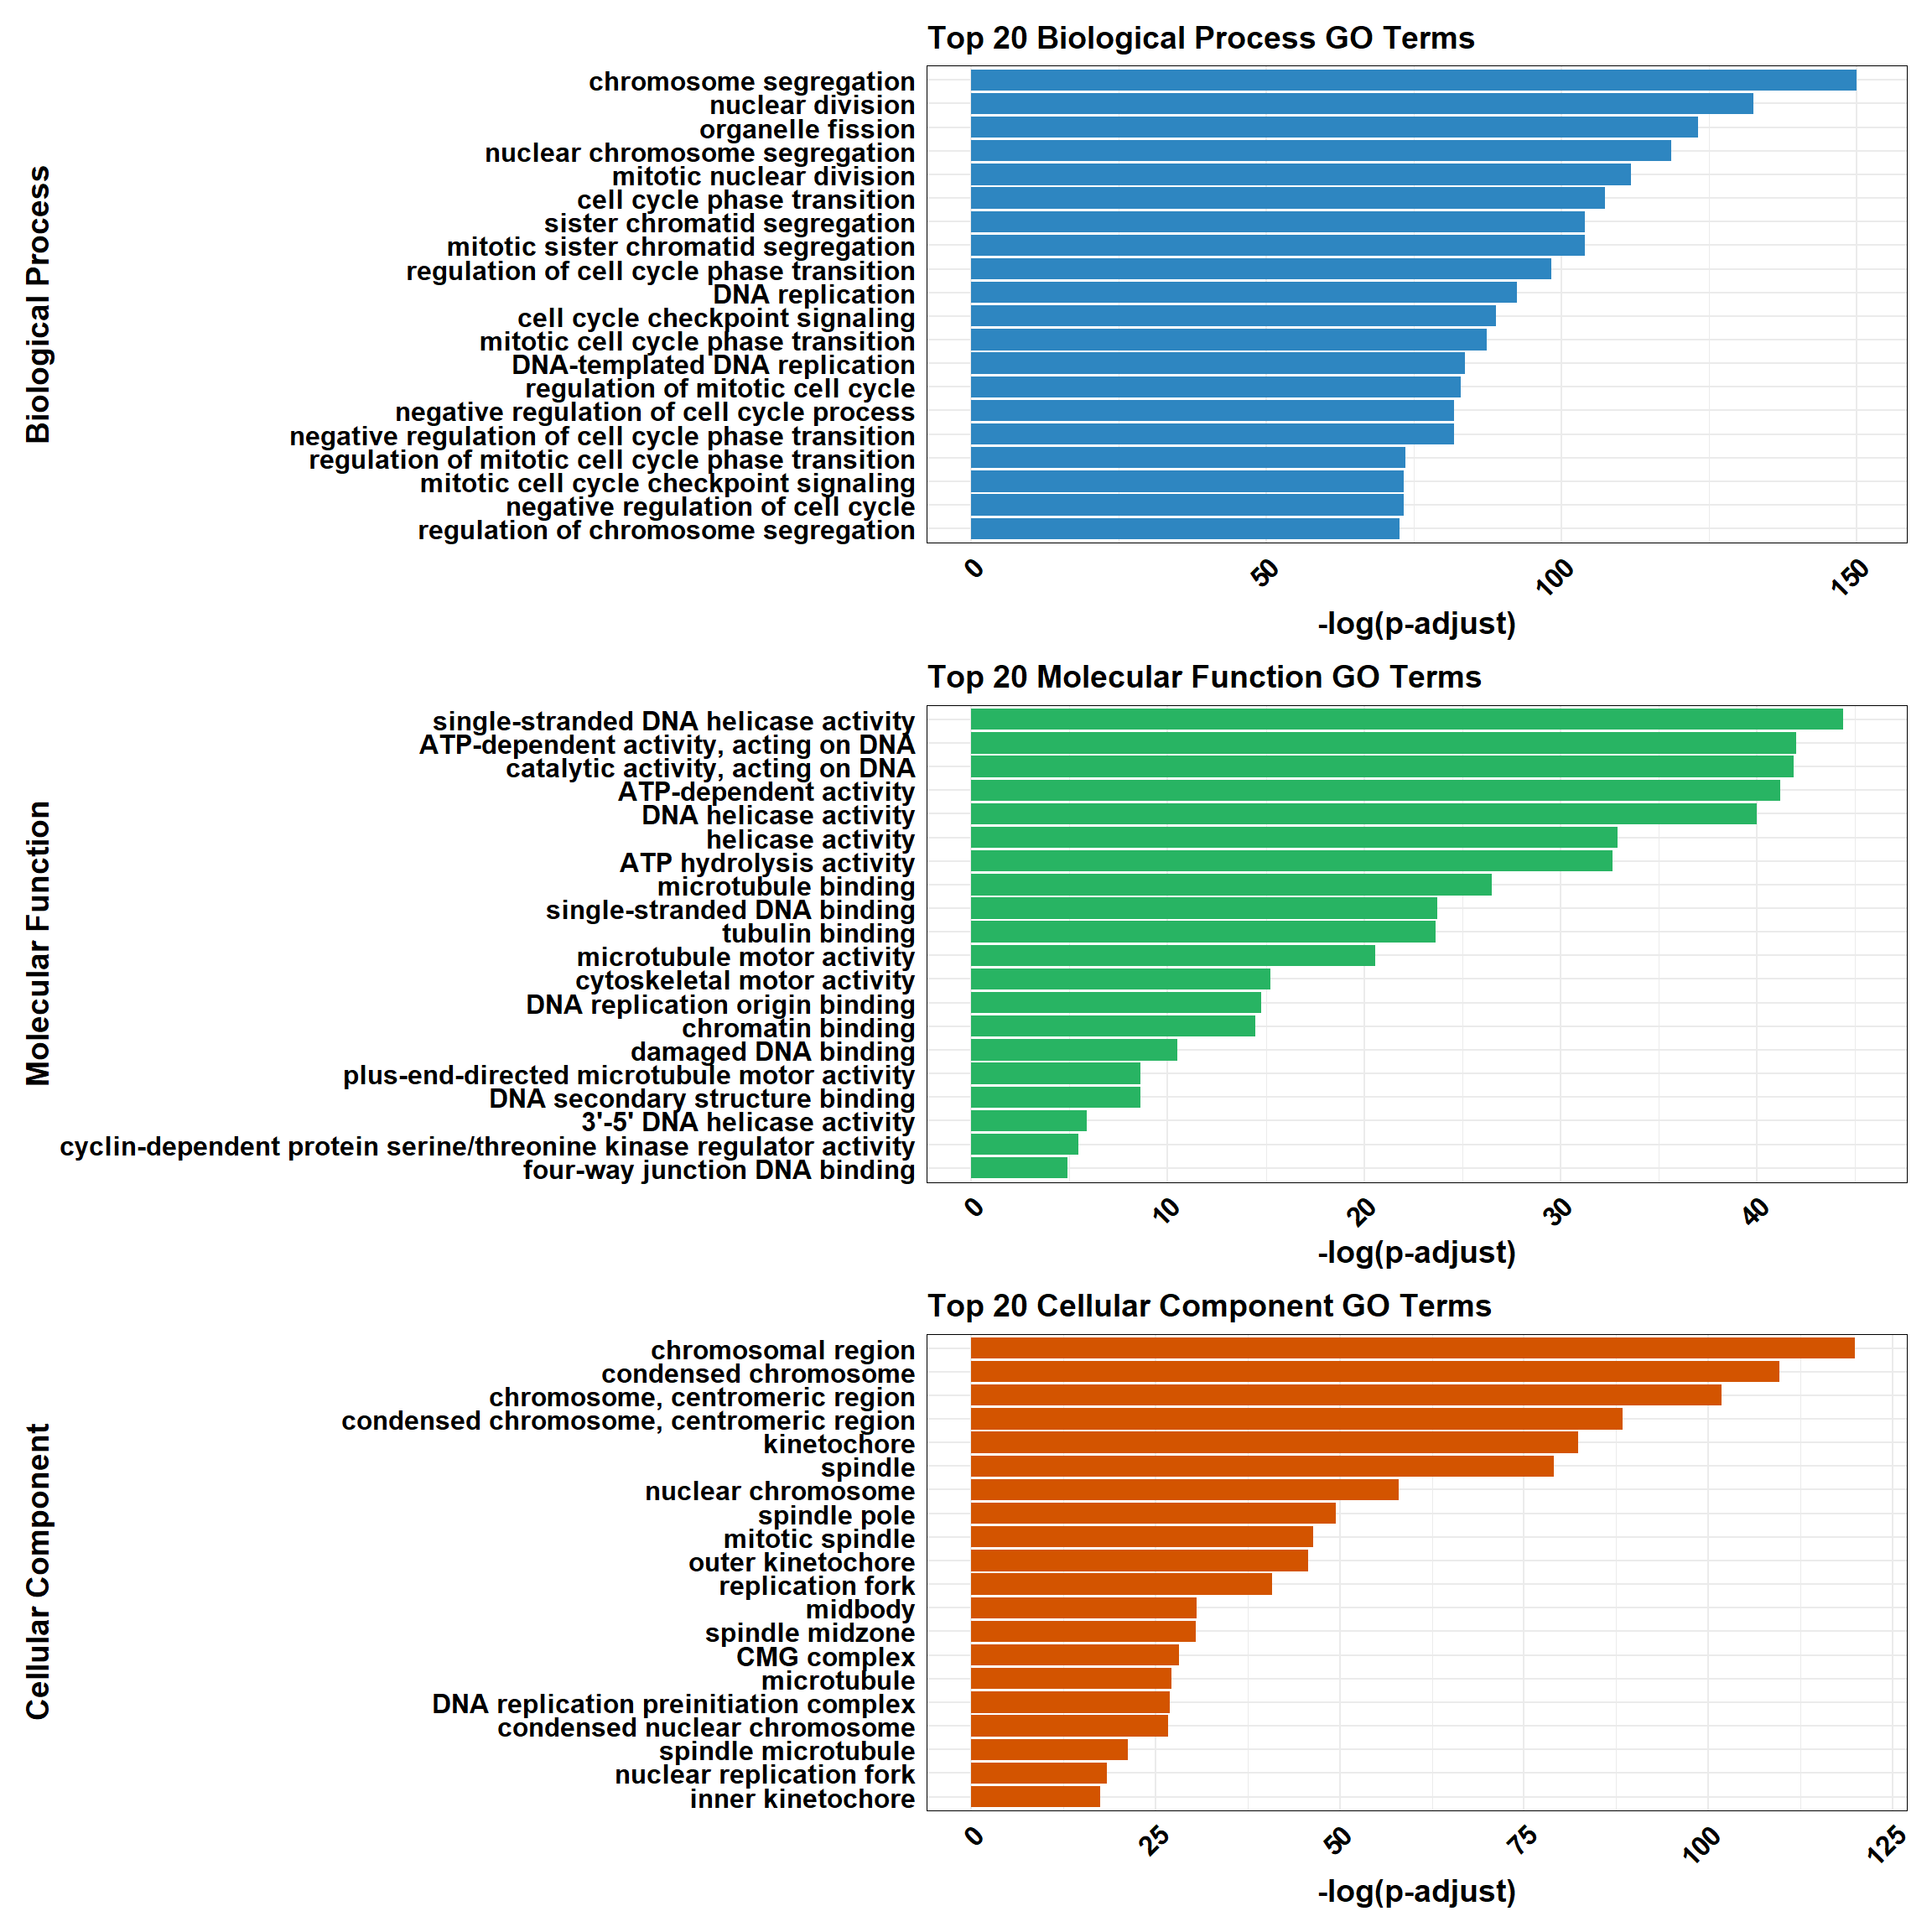 Top 20 Biological Process GO Terms
Biological Process
chromosome segregation
nuclear division
organelle fission
nuclear chromosome segregation
mitotic nuclear division
cell cycle phase transition
sister chromatid segregation
mitotic sister chromatid segregation
regulation of cell cycle phase transition
DNA replication
cell cycle checkpoint signaling
mitotic cell cycle phase transition
DNA-templated DNA replication
regulation of mitotic cell cycle
negative regulation of cell cycle process
negative regulation of cell cycle phase transition
regulation of mitotic cell cycle phase transition
mitotic cell cycle checkpoint signaling
negative regulation of cell cycle
regulation of chromosome segregation
0 50 100 150
-log(p-adjust)
Top 20 Molecular Function GO Terms
Molecular Function
single-stranded DNA helicase activity
ATP-dependent activity, acting on DNA
catalytic activity, acting on DNA
ATP-dependent activity
DNA helicase activity
helicase activity
ATP hydrolysis activity
microtubule binding
single-stranded DNA binding
tubulin binding
microtubule motor activity
cytoskeletal motor activity
DNA replication origin binding
chromatin binding
damaged DNA binding
plus-end-directed microtubule motor activity
DNA secondary structure binding
3'-5' DNA helicase activity
cyclin-dependent protein serine/threonine kinase regulator activity
four-way junction DNA binding
0 10 20 30 40
-log(p-adjust)
Top 20 Cellular Component GO Terms
Cellular Component
chromosomal region
condensed chromosome
chromosome, centromeric region
condensed chromosome, centromeric region
kinetochore
spindle
nuclear chromosome
spindle pole
mitotic spindle
outer kinetochore
replication fork
midbody
spindle midzone
CMG complex
microtubule
DNA replication preinitiation complex
condensed nuclear chromosome
spindle microtubule
nuclear replication fork
inner kinetochore
0 25 50 75 100 125
-log(p-adjust)